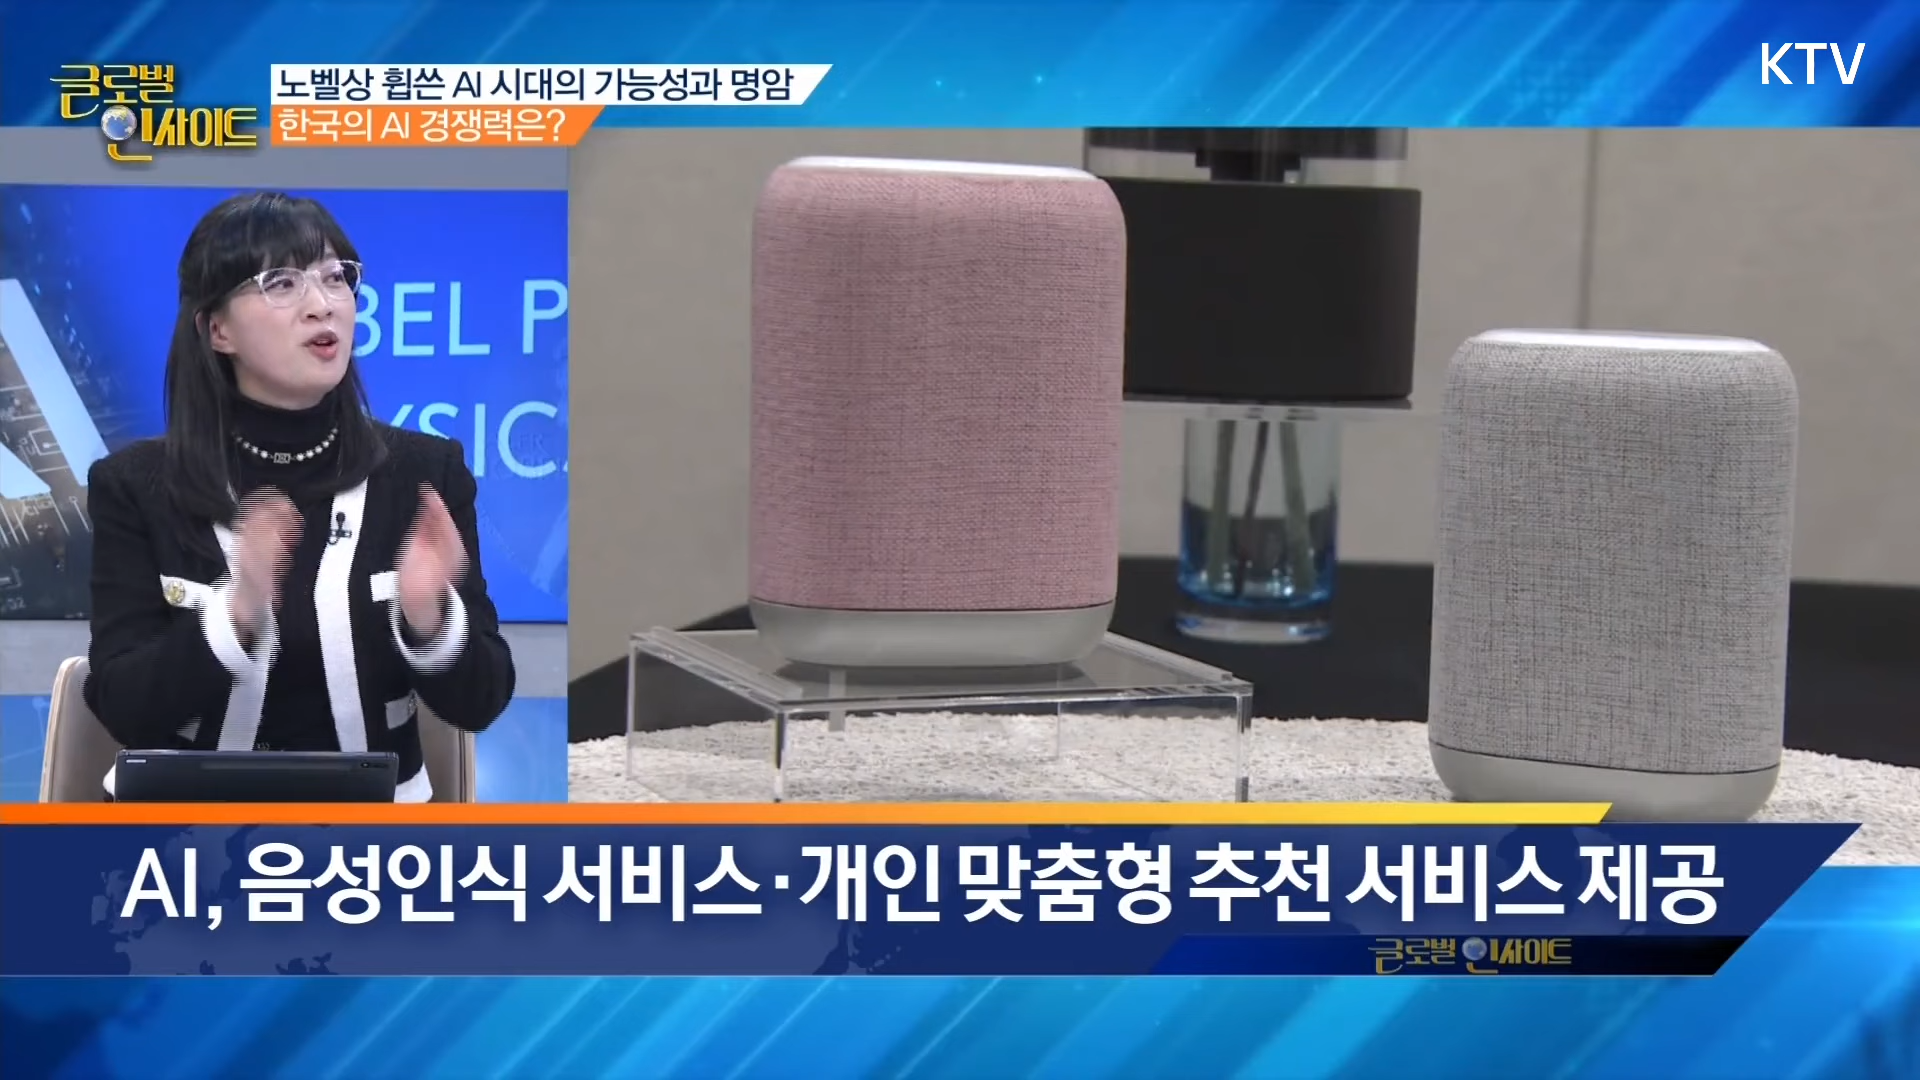 글로벌
인사이트
노벨상 휩쓴 AI 시대의 가능성과 명암
한국의 AI 경쟁력은?
KTV
BEL P
YSICA
AI, 음성인식 서비스·개인 맞춤형 추천 서비스 제공
글로벌 인사이트